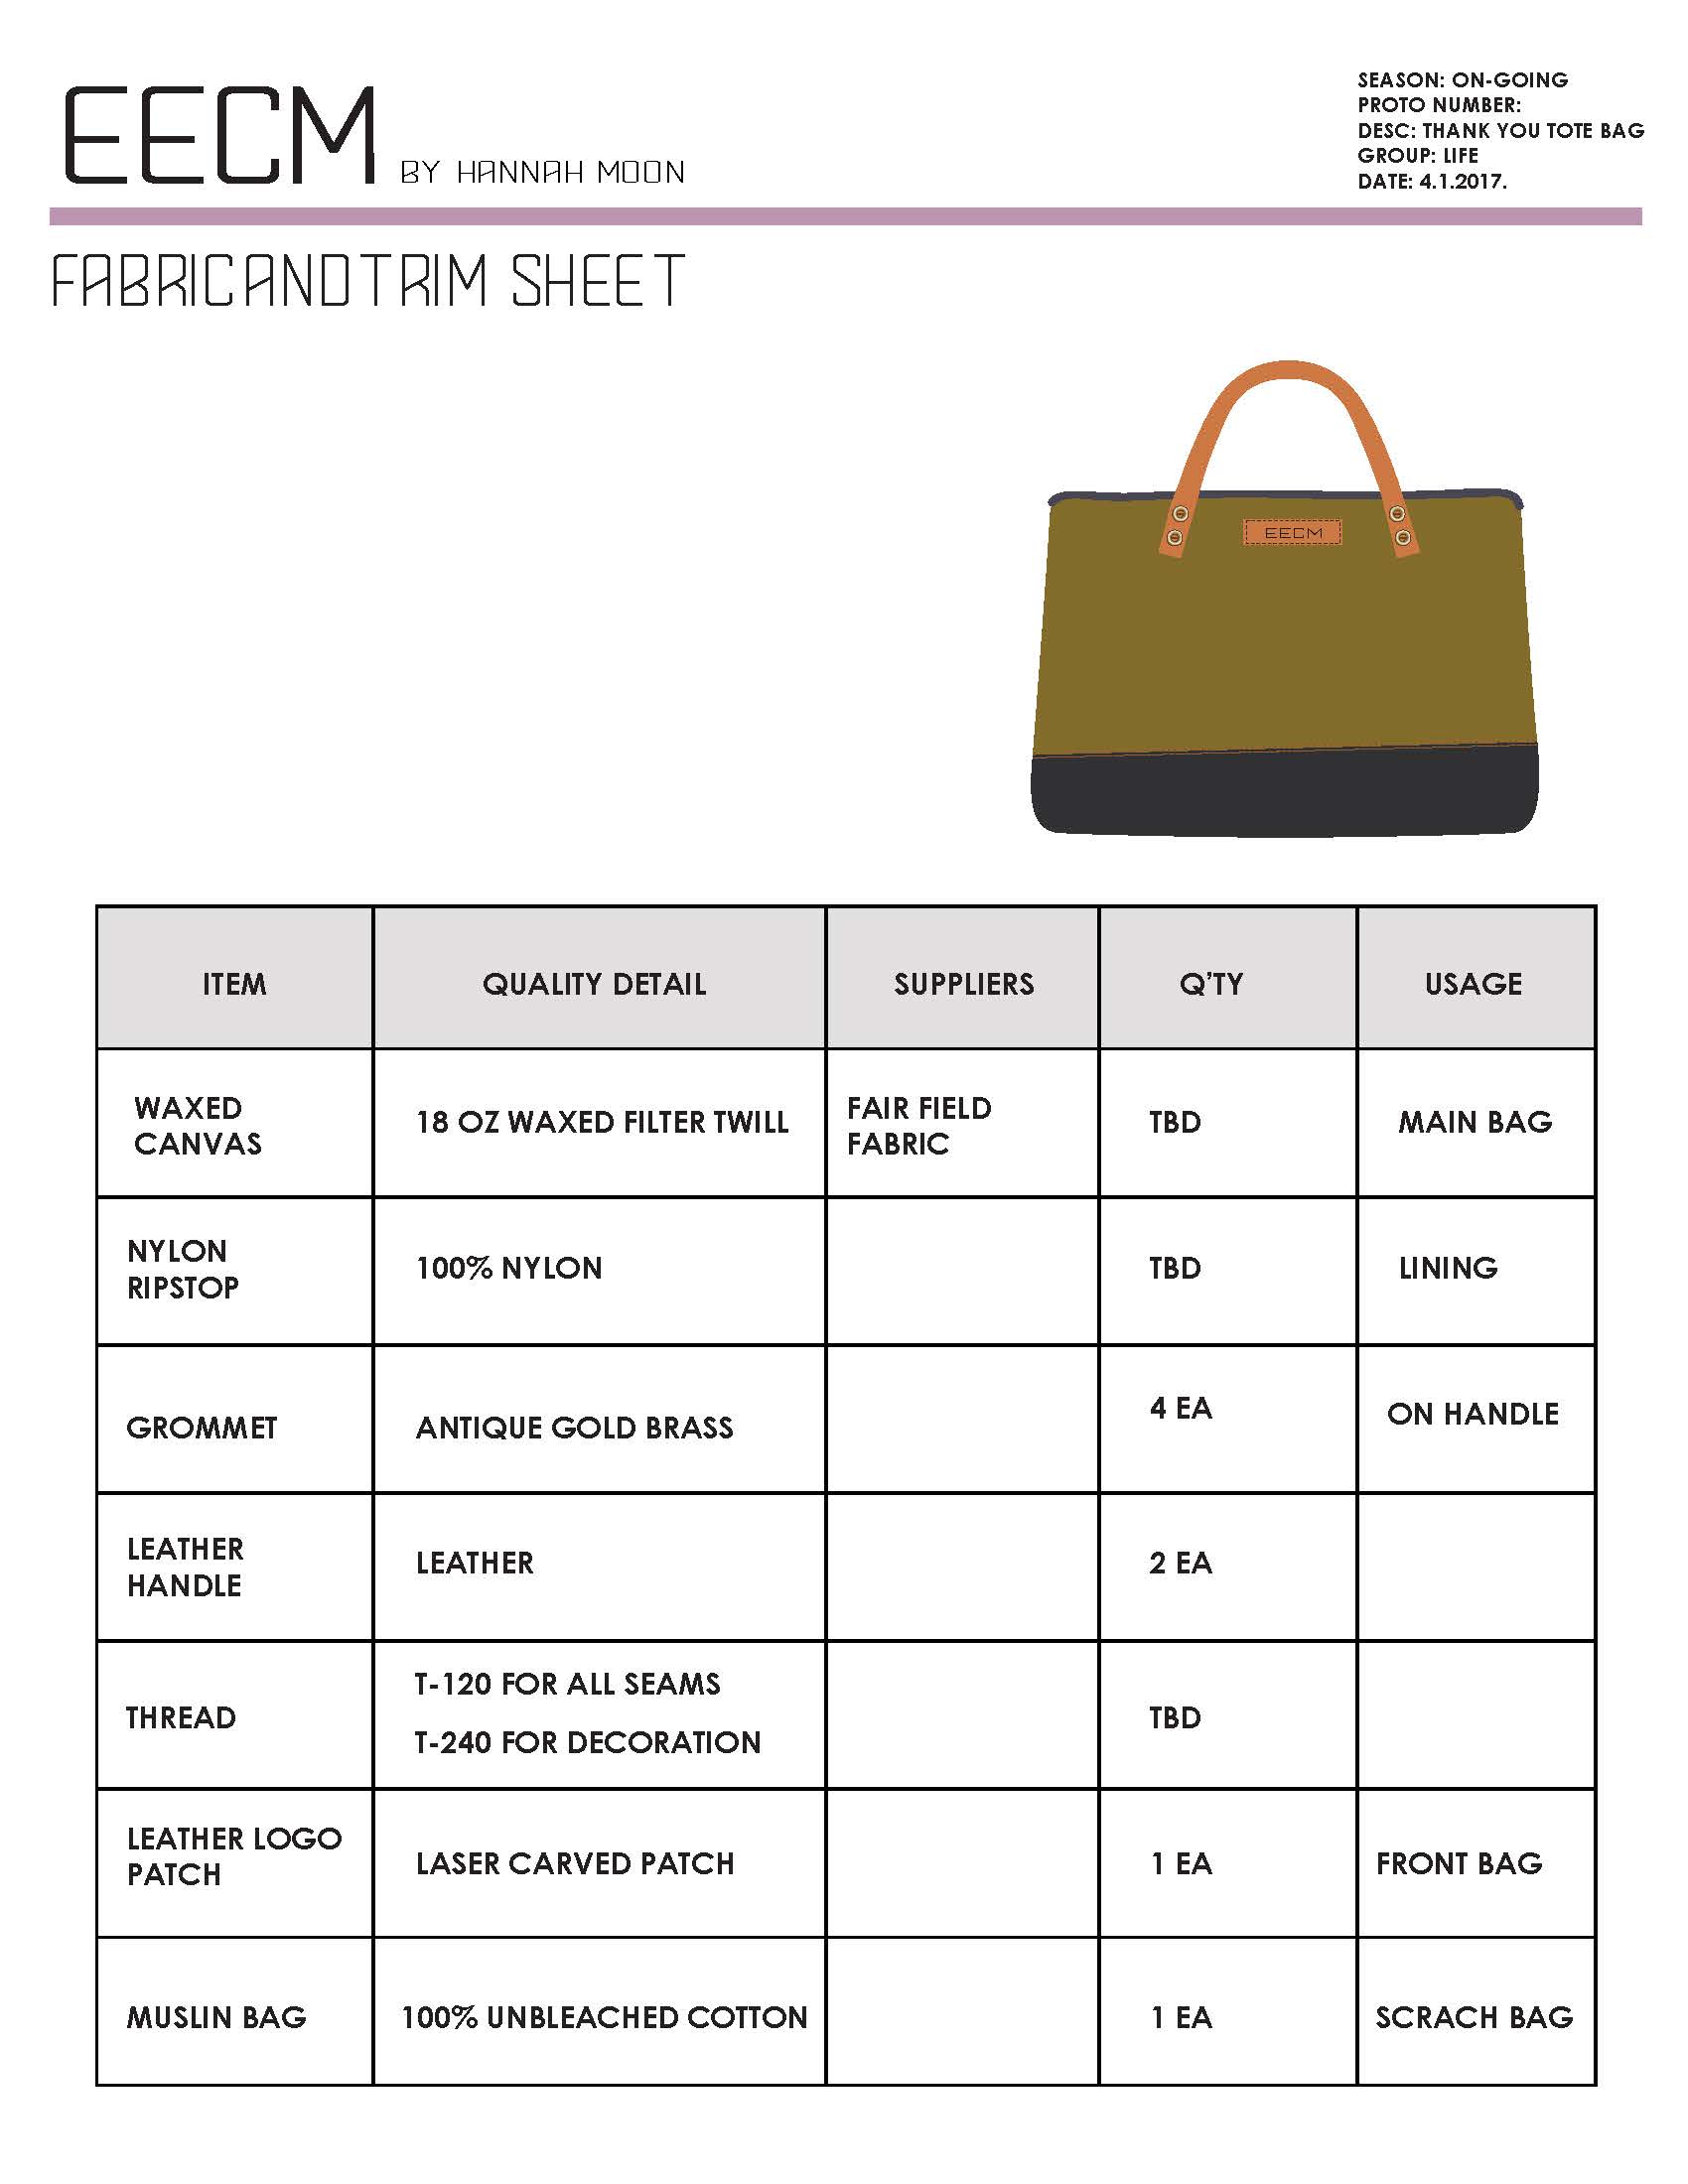 EECM BY HANNAH MOON
SEASON: ON-GOING
PROTO NUMBER:
DESC: THANK YOU TOTE BAG
GROUP: LIFE
DATE: 4.1.2017.
FABRIC AND TRIM SHEET
EECM
ITEM QUALITY DETAIL SUPPLIERS Q'TY USAGE
WAXED
CANVAS
18 OZ WAXED FILTER TWILL
FAIR FIELD
FABRIC
TBD
MAIN BAG
NYLON
RIPSTOP
100% NYLON
TBD
LINING
GROMMET
ANTIQUE GOLD BRASS
4 EA
ON HANDLE
LEATHER
HANDLE
LEATHER
2 EA
THREAD
T-120 FOR ALL SEAMS
T-240 FOR DECORATION
TBD
LEATHER LOGO
PATCH
LASER CARVED PATCH
1 EA
FRONT BAG
MUSLIN BAG
100% UNBLEACHED COTTON
1 EA
SCRACH BAG